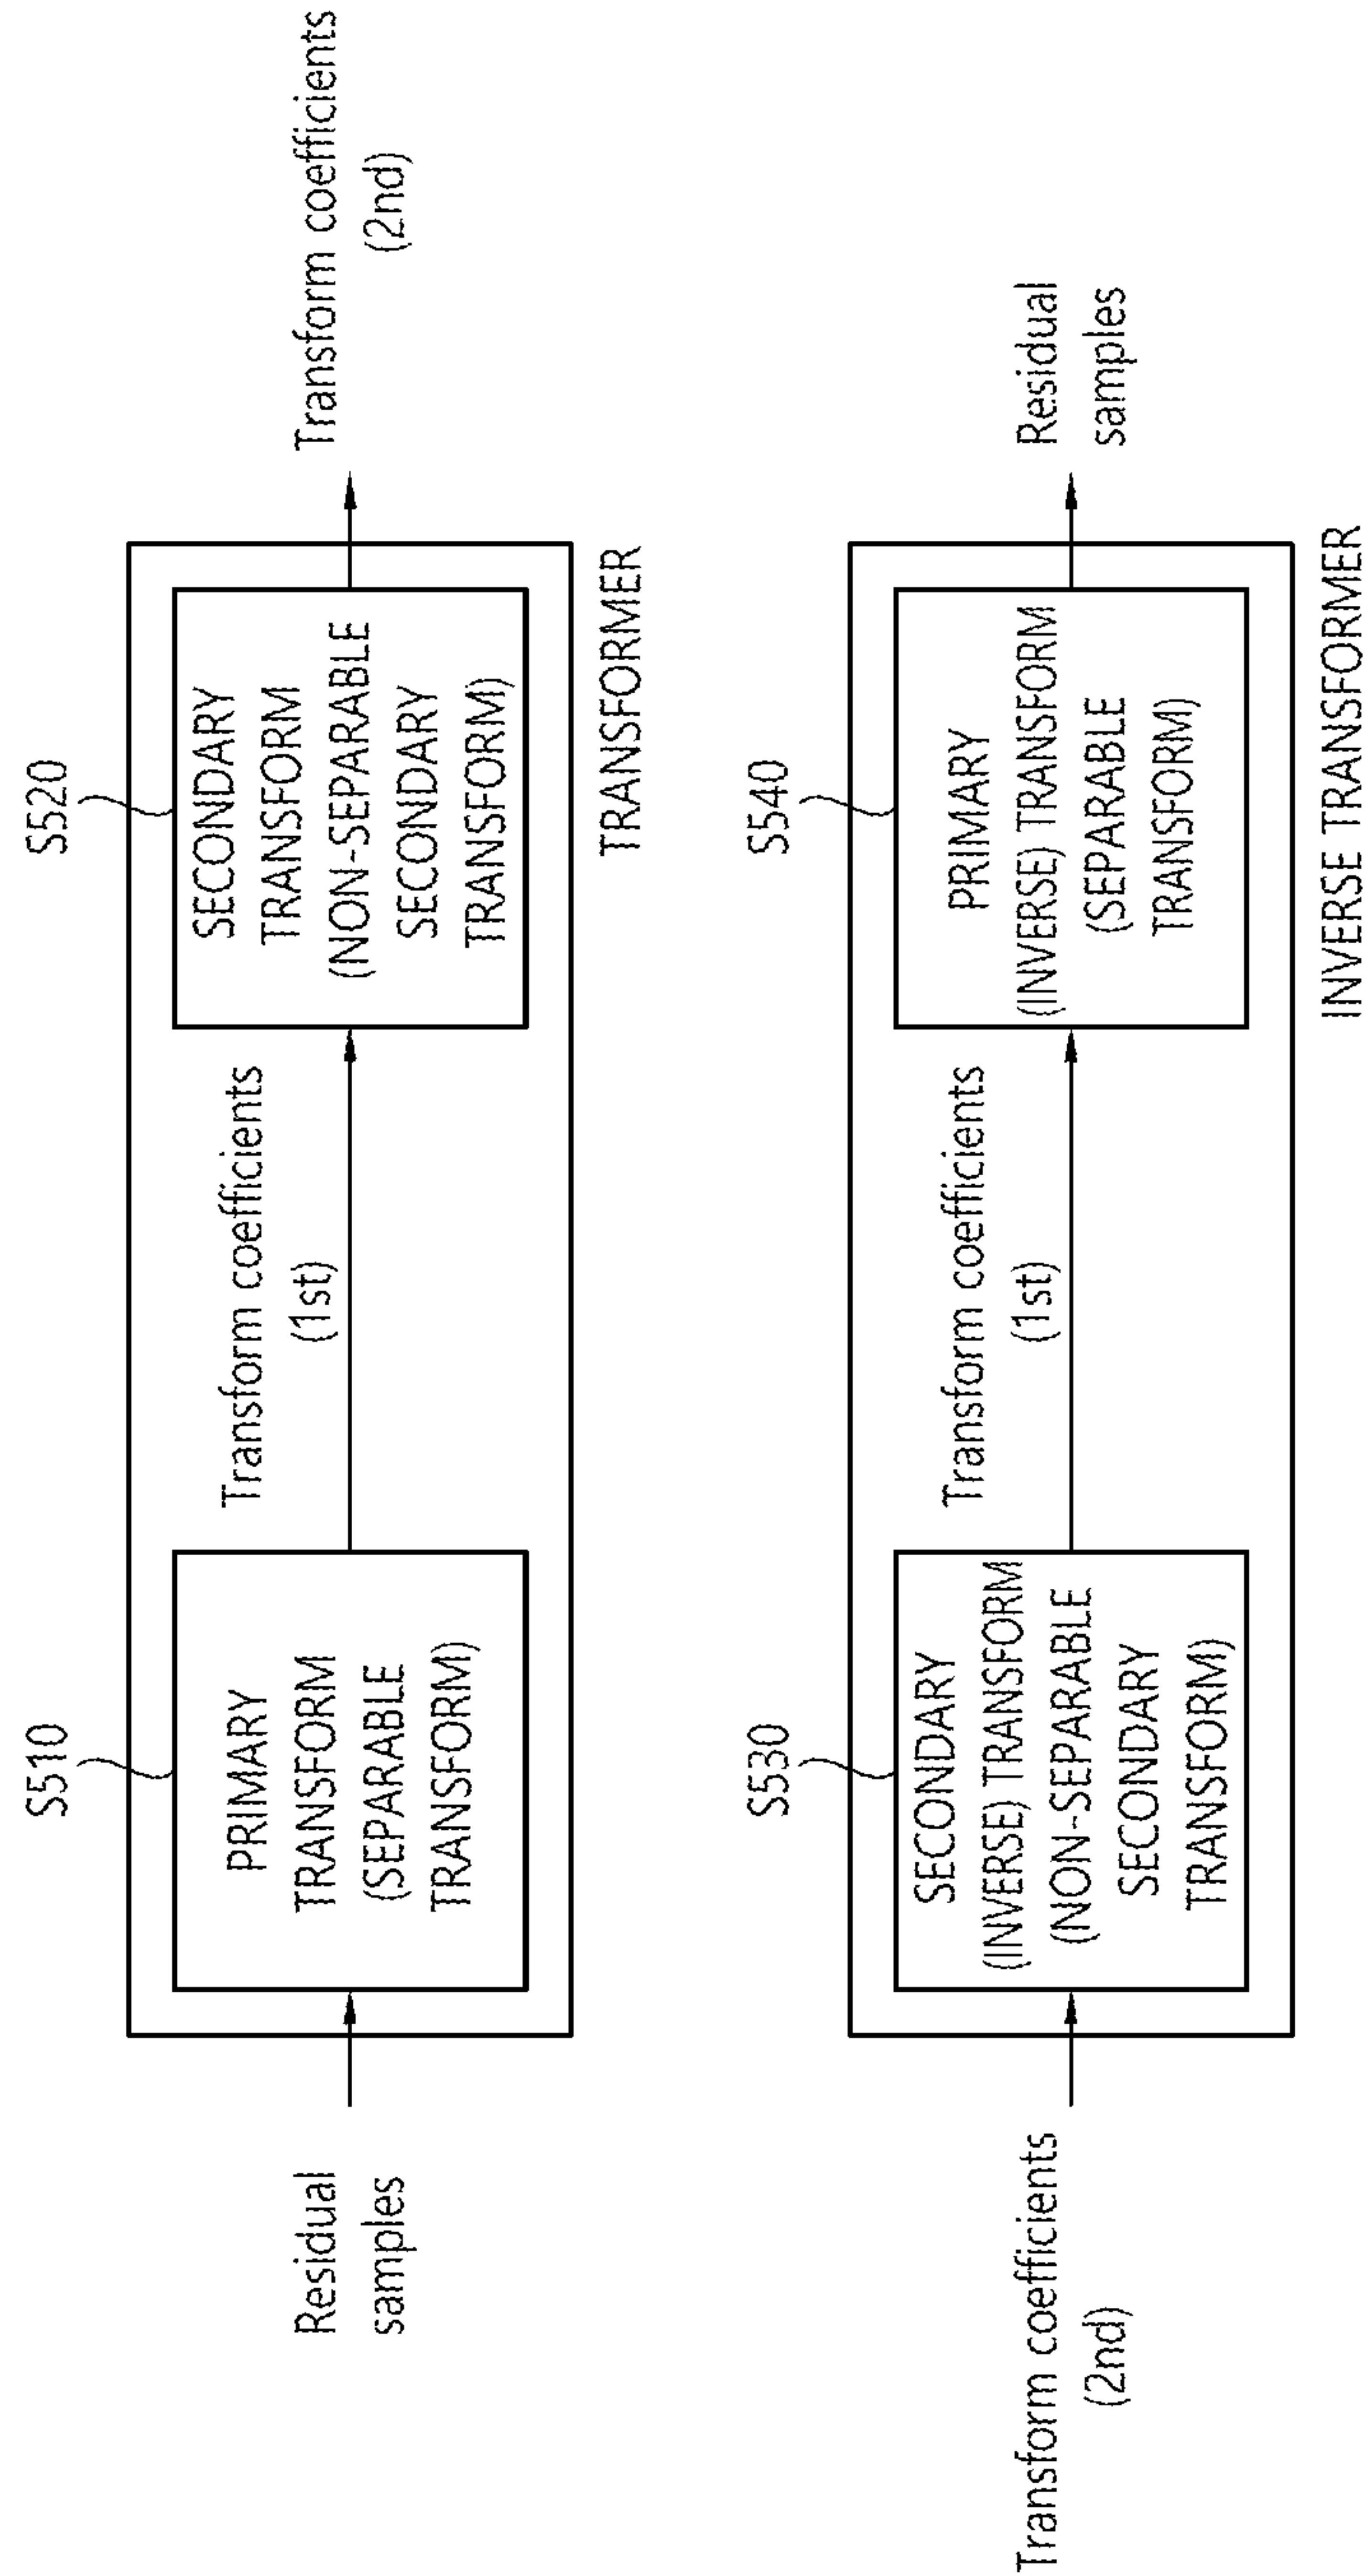 S510
S520
Residual
samples
PRIMARY
TRANSFORM
(SEPARABLE
TRANSFORM)
Transform coefficients
(1st)
SECONDARY
TRANSFORM
(NON-SEPARABLE
SECONDARY
TRANSFORM)
Transform coefficients
(2nd)
TRANSFORMER
S530
S540
Transform coefficients
(2nd)
SECONDARY
(INVERSE) TRANSFORM
(NON-SEPARABLE
SECONDARY
TRANSFORM)
Transform coefficients
(1st)
PRIMARY
(INVERSE) TRANSFORM
(SEPARABLE
TRANSFORM)
Residual
samples
INVERSE TRANSFORMER